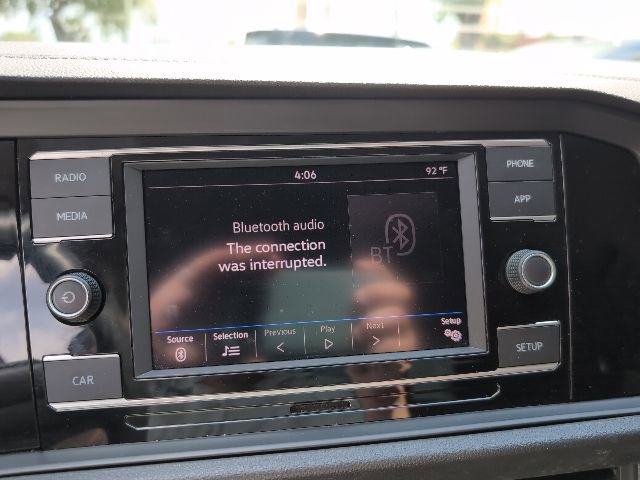 4:06 92 °F
RADIO
MEDIA
CAR
Bluetooth audio
The connection
was interrupted.
BT
Source Selection Previous Play Next Setup
PHONE
APP
SETUP